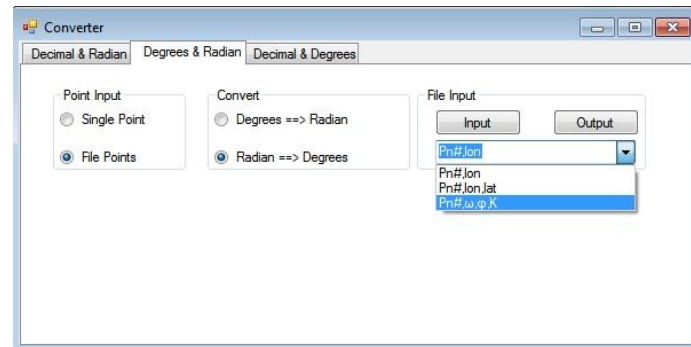 Converter
Decimal & Radian
Degrees & Radian
Decimal & Degrees
Point Input
Single Point
File Points
Convert
Degrees ==> Radian
Radian ==> Degrees
File Input
Input
Output
Pn#,lon
Pn#,lon
Pn#,lon,lat
Pn#,ω,φ,K